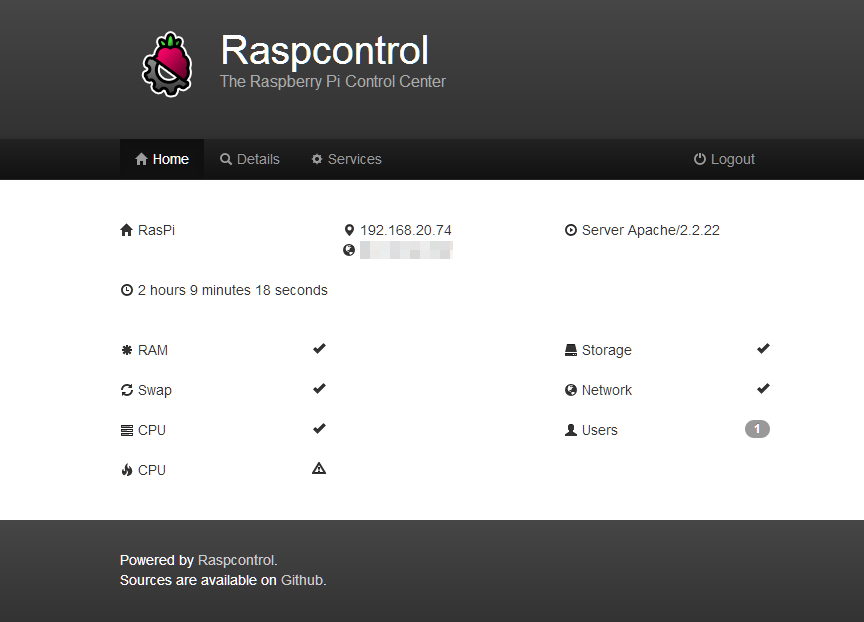 Raspcontrol
The Raspberry Pi Control Center
Home Details Services Logout
RasPi 192.168.20.74 Server Apache/2.2.22
2 hours 9 minutes 18 seconds
RAM Storage
Swap Network
CPU Users 1
CPU
Powered by Raspcontrol.
Sources are available on Github.